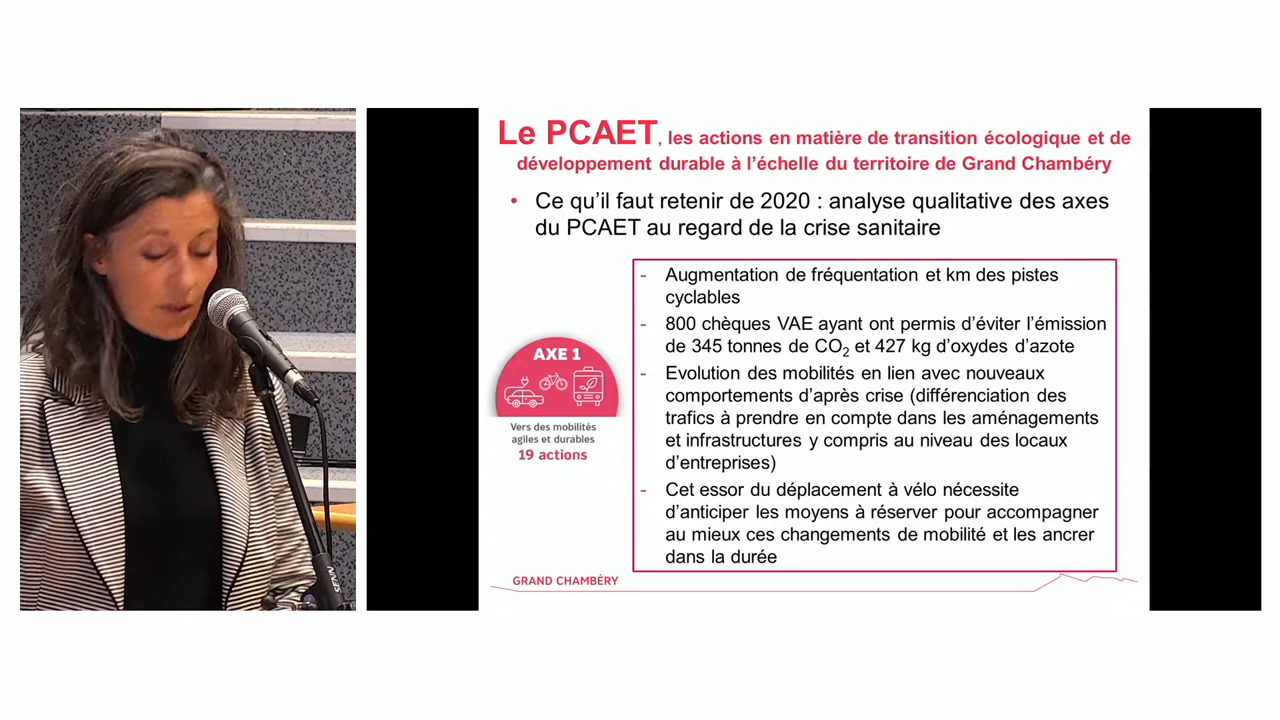 Le PCAET, les actions en matière de transition écologique et de
développement durable à l'échelle du territoire de Grand Chambéry
• Ce qu'il faut retenir de 2020 : analyse qualitative des axes
du PCAET au regard de la crise sanitaire
AXE 1
Vers des mobilités
agiles et durables
19 actions
- Augmentation de fréquentation et km des pistes
cyclables
- 800 chèques VAE ayant ont permis d'éviter l'émission
de 345 tonnes de CO₂ et 427 kg d'oxydes d'azote
- Evolution des mobilités en lien avec nouveaux
comportements d'après crise (différenciation des
trafics à prendre en compte dans les aménagements
et infrastructures y compris au niveau des locaux
d'entreprises)
- Cet essor du déplacement à vélo nécessite
d'anticiper les moyens à réserver pour accompagner
au mieux ces changements de mobilité et les ancrer
dans la durée
GRAND CHAMBÉRY
SENN